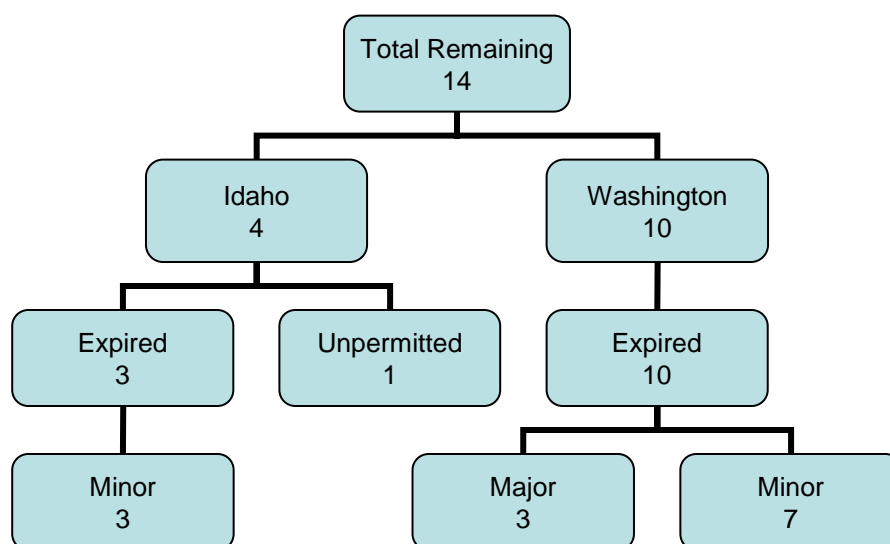 Total Remaining
14
Idaho
4
Washington
10
Expired
3
Unpermitted
1
Expired
10
Minor
3
Major
3
Minor
7